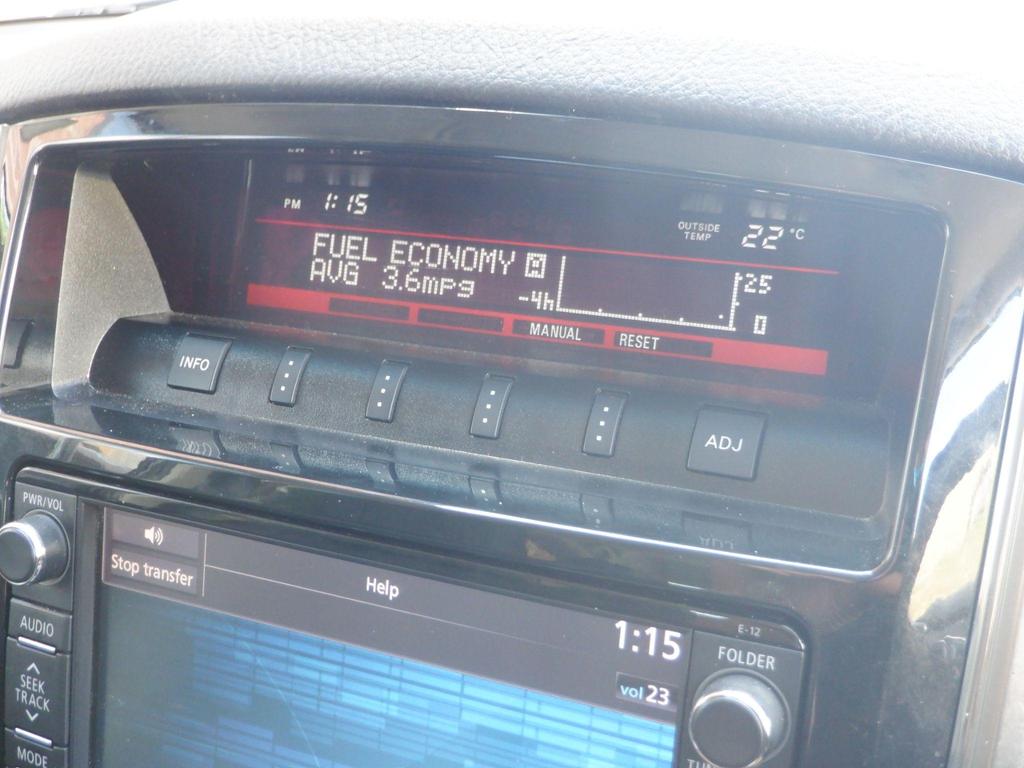 PM 1:15
OUTSIDE TEMP 22°C
FUEL ECONOMY M
AVG 3.6mpg
-4h
25
0
MANUAL RESET
INFO
ADJ
PWR/VOL
Stop transfer
Help
1:15
E-12
AUDIO
FOLDER
vol 23
SEEK
TRACK
MODE